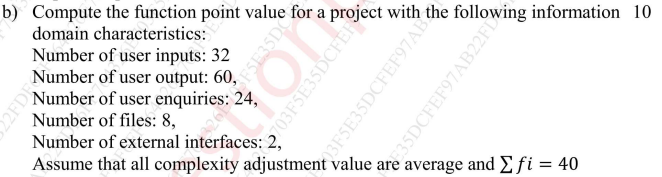 b) Compute the function point value for a project with the following information 10
domain characteristics:
Number of user inputs: 32
Number of user output: 60,
Number of user enquiries: 24,
Number of files: 8,
Number of external interfaces: 2,
Assume that all complexity adjustment value are average and ∑ fi = 40